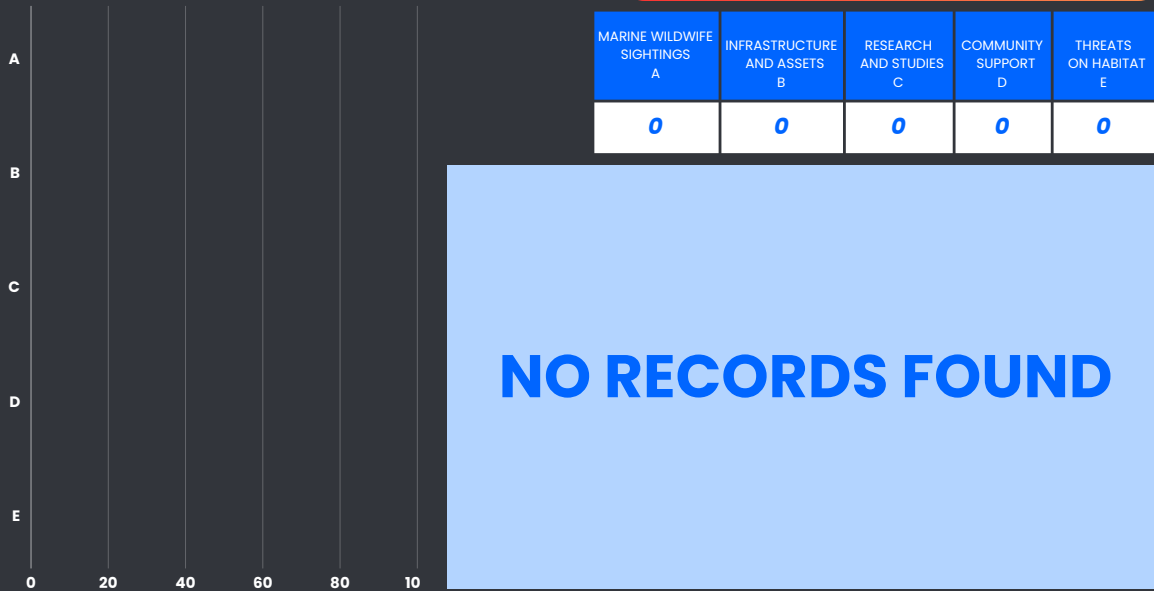 A
B
C
D
E
0 20 40 60 80 10
MARINE WILDWIFE
SIGHTINGS
A
INFRASTRUCTURE
AND ASSETS
B
RESEARCH
AND STUDIES
C
COMMUNITY
SUPPORT
D
THREATS
ON HABITAT
E
0 0 0 0 0
NO RECORDS FOUND